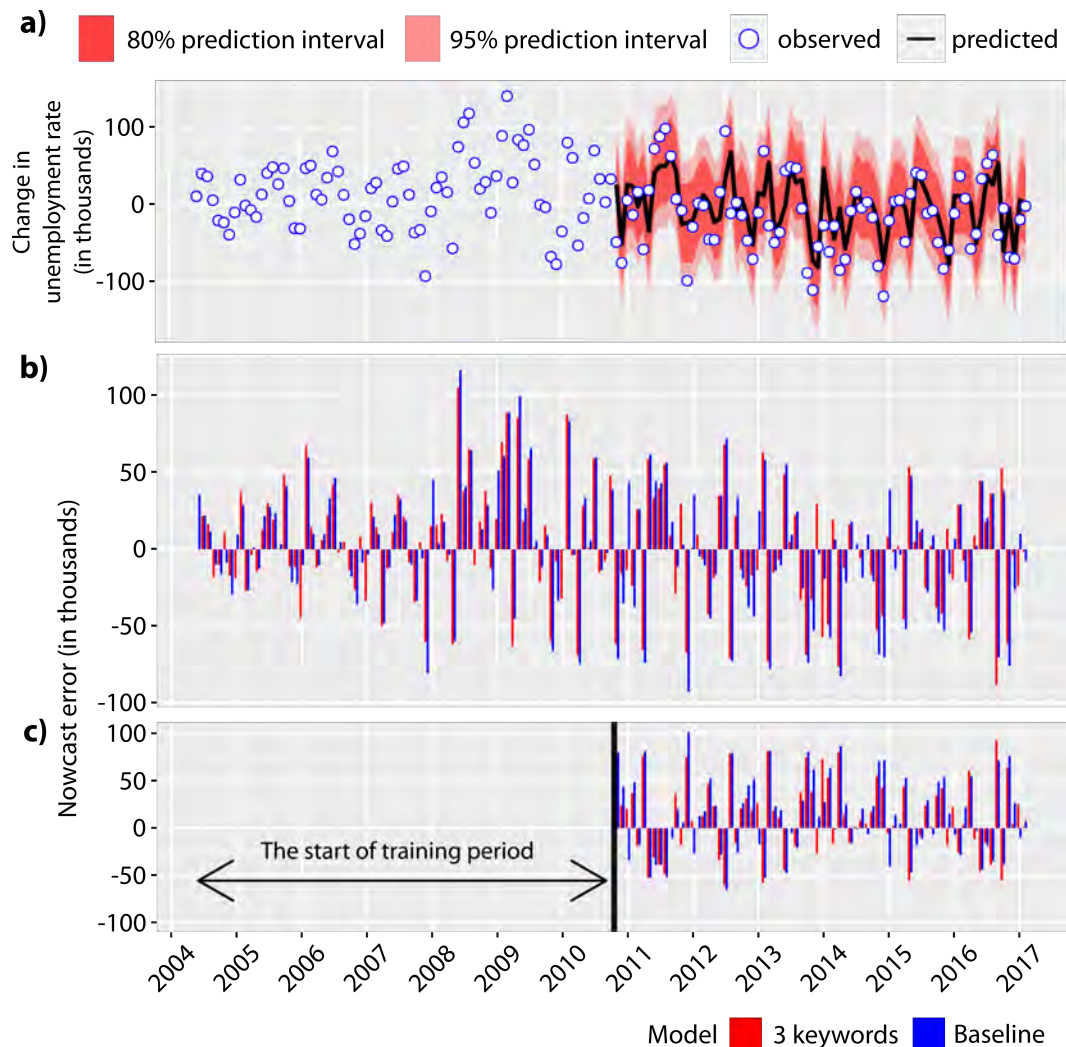 a)
80% prediction interval
95% prediction interval
observed
predicted
Change in
unemployment rate
(in thousands)
100
0
-100
b)
Nowcast error (in thousands)
100
50
0
-50
-100
c)
100
50
0
-50
-100
The start of training period
2004
2005
2006
2007
2008
2009
2010
2011
2012
2013
2014
2015
2016
2017
Model 3 keywords Baseline